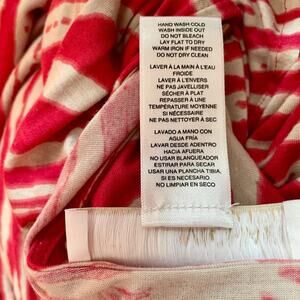 HAND WASH COLD
WASH INSIDE OUT
DO NOT BLEACH
LAY FLAT TO DRY
WARM IRON IF NEEDED
DO NOT DRY CLEAN
LAVER À LA MAIN À L'EAU
FROIDE
LAVER À L'ENVERS
NE PAS JAVELLISER
SÉCHER À PLAT
REPASSER À UNE
TEMPÉRATURE MOYENNE
SI NÉCESSAIRE
NE PAS NETTOYER À SEC
LAVADO A MANO CON
AGUA FRÍA
LAVAR DESDE ADENTRO
HACIA AFUERA
NO USAR BLANQUEADOR
ESTIRAR PARA SECAR
USAR UNA PLANCHA TIBIA,
SI ES NECESARIO
NO LIMPIAR EN SECO